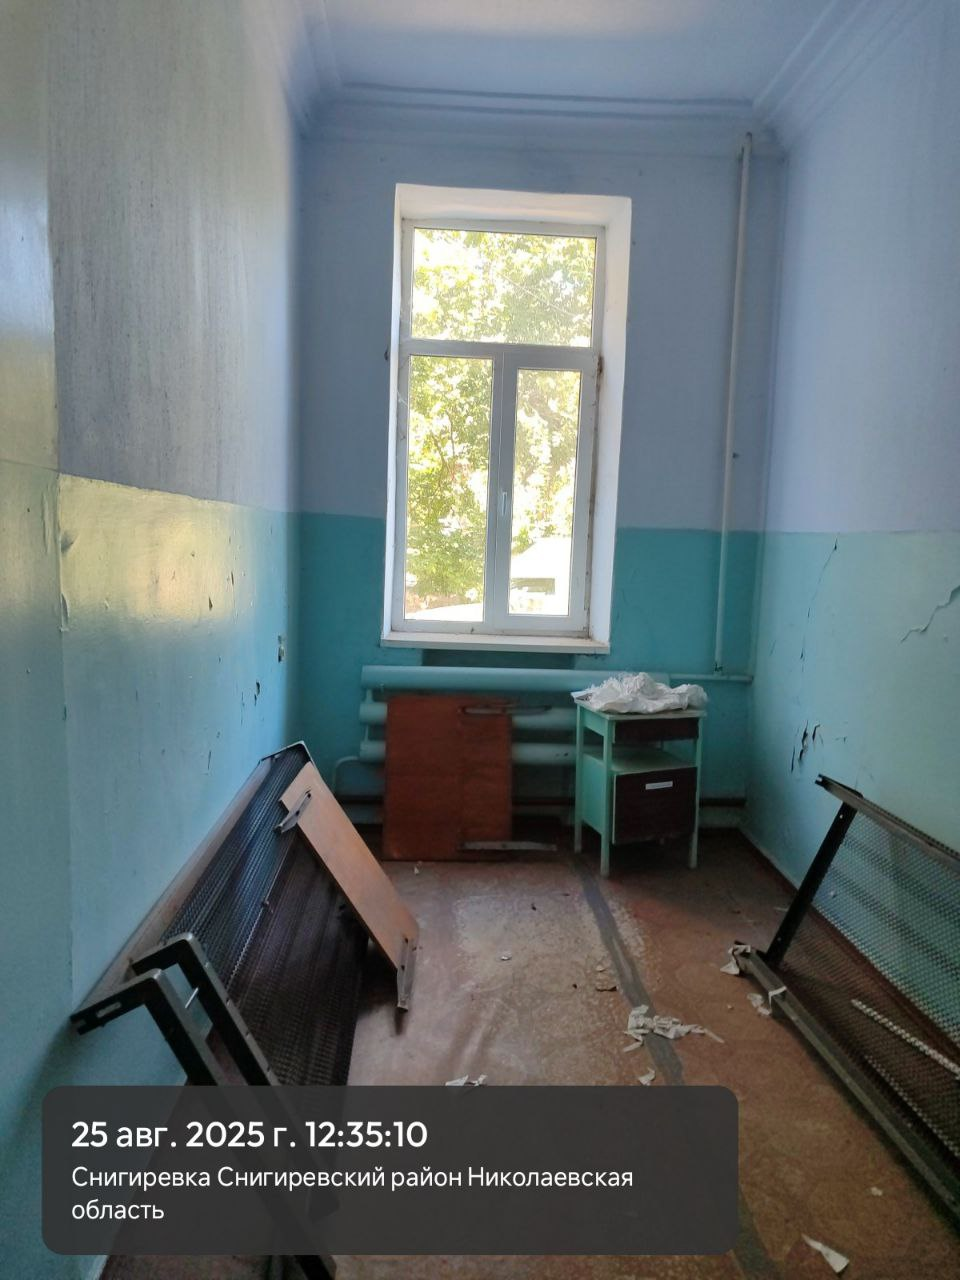 25 авг. 2025 г. 12:35:10
Снигиревка Снигиревский район Николаевская
область